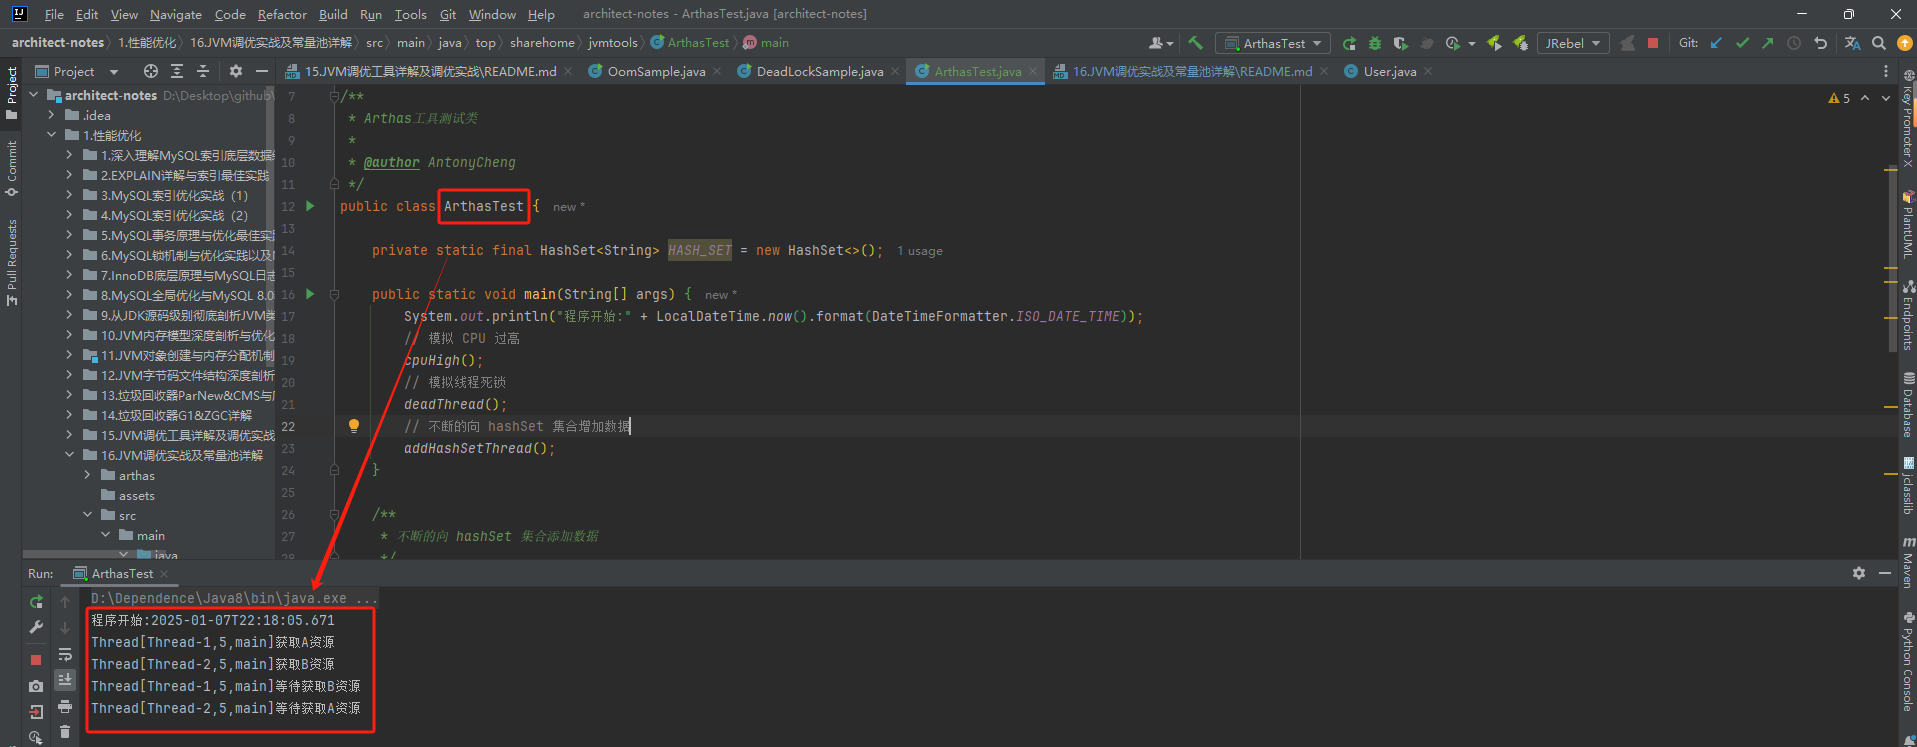 File Edit View Navigate Code Refactor Build Run Tools Git Window Help architect-notes - ArthasTest.java [architect-notes]
architect-notes 1.性能优化 16.JVM调优实战及常量池详解 src main java top sharehome jvmtools ArthasTest main ArthasTest JRebel Git:
Project 15.JVM调优工具详解及调优实战\README.md OomSample.java DeadLockSample.java ArthasTest.java 16.JVM调优实战及常量池详解\README.md User.java
Project
Commit
Pull Requests
architect-notes D:\Desktop\github\
.idea
1.性能优化
1.深入理解MySQL索引底层数据
2.EXPLAIN详解与索引最佳实践
3.MySQL索引优化实战（1）
4.MySQL索引优化实战（2）
5.MySQL事务原理与优化最佳实
6.MySQL锁机制与优化实践以及
7.InnoDB底层原理与MySQL日志
8.MySQL全局优化与MySQL 8.0
9.从JDK源码级别彻底剖析JVM类
10.JVM内存模型深度剖析与优化
11.JVM对象创建与内存分配机制
12.JVM字节码文件结构深度剖析
13.垃圾回收器ParNew&CMS与
14.垃圾回收器G1&ZGC详解
15.JVM调优工具详解及调优实战
16.JVM调优实战及常量池详解
arthas
assets
src
main
java
5
7 /**
8 * Arthas工具测试类
9 *
10 * @author AntonyCheng
11 */
12 public class ArthasTest { new *
13
14 private static final HashSet<String> HASH_SET = new HashSet<>(); 1 usage
15
16 public static void main(String[] args) { new *
17 System.out.println("程序开始:" + LocalDateTime.now().format(DateTimeFormatter.ISO_DATE_TIME));
18 // 模拟 CPU 过高
19 cpuHigh();
20 // 模拟线程死锁
21 deadThread();
22 // 不断的向 hashSet 集合增加数据
23 addHashSetThread();
24 }
25
26 /**
27 * 不断的向 hashSet 集合添加数据
28 */
Key Promoter X
PlantUML
Endpoints
Database
jclasslib
Maven
Python Console
Run: ArthasTest
D:\Dependence\Java8\bin\java.exe ...
程序开始:2025-01-07T22:18:05.671
Thread[Thread-1,5,main]获取A资源
Thread[Thread-2,5,main]获取B资源
Thread[Thread-1,5,main]等待获取B资源
Thread[Thread-2,5,main]等待获取A资源